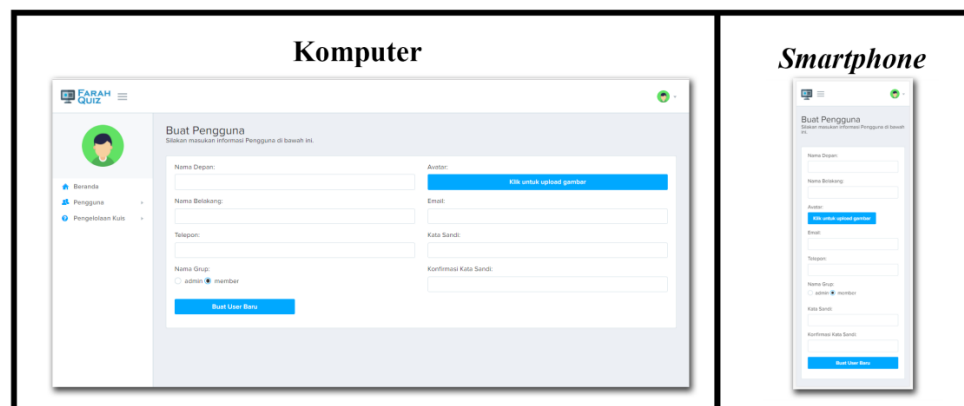 Komputer
FARAH
QUIZ
Buat Pengguna
Silakan masukan informasi Pengguna di bawah ini.
Beranda
Pengguna
Pengelolaan Kuis
Nama Depan:
Avatar:
Klik untuk upload gambar
Nama Belakang:
Email:
Telepon:
Kata Sandi:
Nama Grup:
admin member
Konfirmasi Kata Sandi:
Buat User Baru
Smartphone
Buat Pengguna
Silakan masukan informasi Pengguna di bawah
ini.
Nama Depan:
Nama Belakang:
Avatar:
Klik untuk upload gambar
Email:
Telepon:
Nama Grup:
admin member
Kata Sandi:
Konfirmasi Kata Sandi:
Buat User Baru